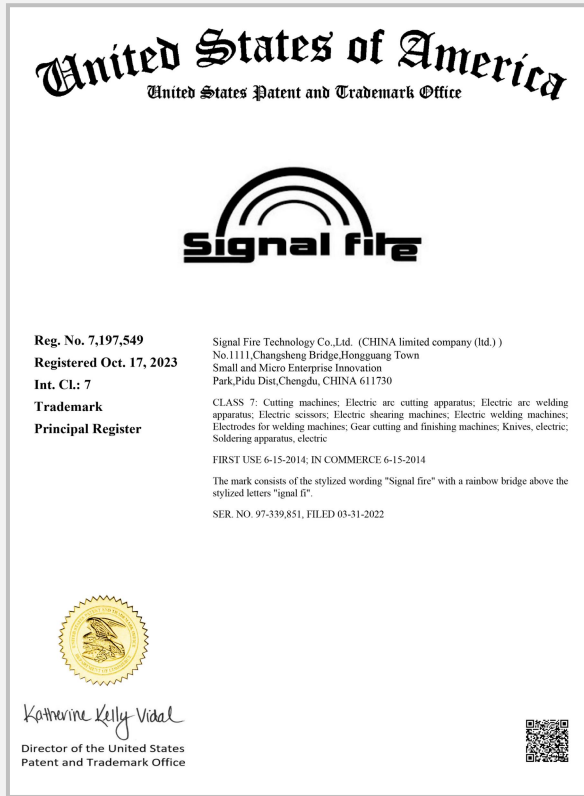 United States of America
United States Patent and Trademark Office
Signal fire
Reg. No. 7,197,549
Registered Oct. 17, 2023
Int. Cl.: 7
Trademark
Principal Register
Signal Fire Technology Co.,Ltd. (CHINA limited company (ltd.) )
No.1111,Changsheng Bridge,Hongguang Town
Small and Micro Enterprise Innovation
Park,Pidu Dist,Chengdu, CHINA 611730
CLASS 7: Cutting machines; Electric arc cutting apparatus; Electric arc welding
apparatus; Electric scissors; Electric shearing machines; Electric welding machines;
Electrodes for welding machines; Gear cutting and finishing machines; Knives, electric;
Soldering apparatus, electric
FIRST USE 6-15-2014; IN COMMERCE 6-15-2014
The mark consists of the stylized wording "Signal fire" with a rainbow bridge above the
stylized letters "ignal fi".
SER. NO. 97-339,851, FILED 03-31-2022
Katherine Kelly Vidal
Director of the United States
Patent and Trademark Office